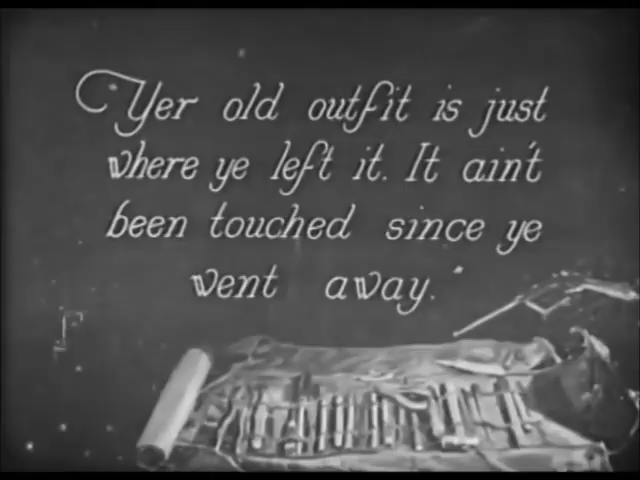 "Yer old outfit is just
where ye left it. It ain't
been touched since ye
went away."